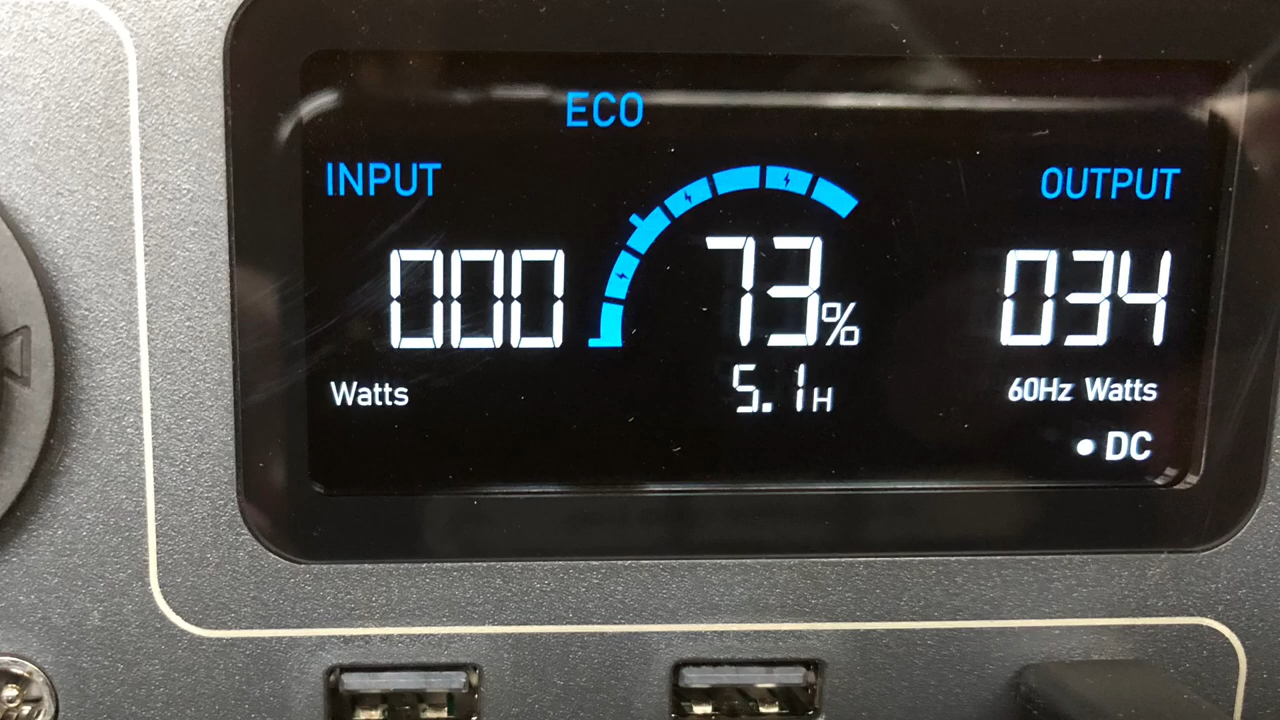 ECO
INPUT
OUTPUT
000
73%
034
Watts
5.1H
60Hz Watts
• DC